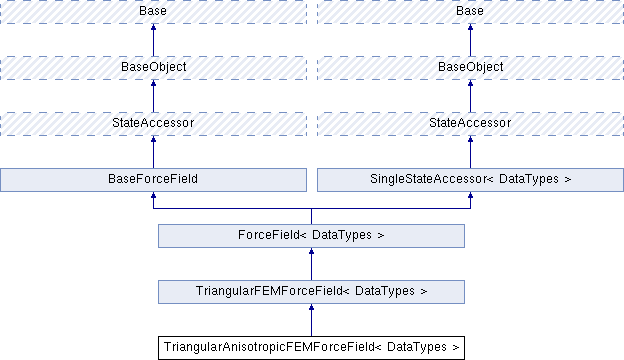 Base
Base
BaseObject
BaseObject
StateAccessor
StateAccessor
BaseForceField
SingleStateAccessor< DataTypes >
ForceField< DataTypes >
TriangularFEMForceField< DataTypes >
TriangularAnisotropicFEMForceField< DataTypes >